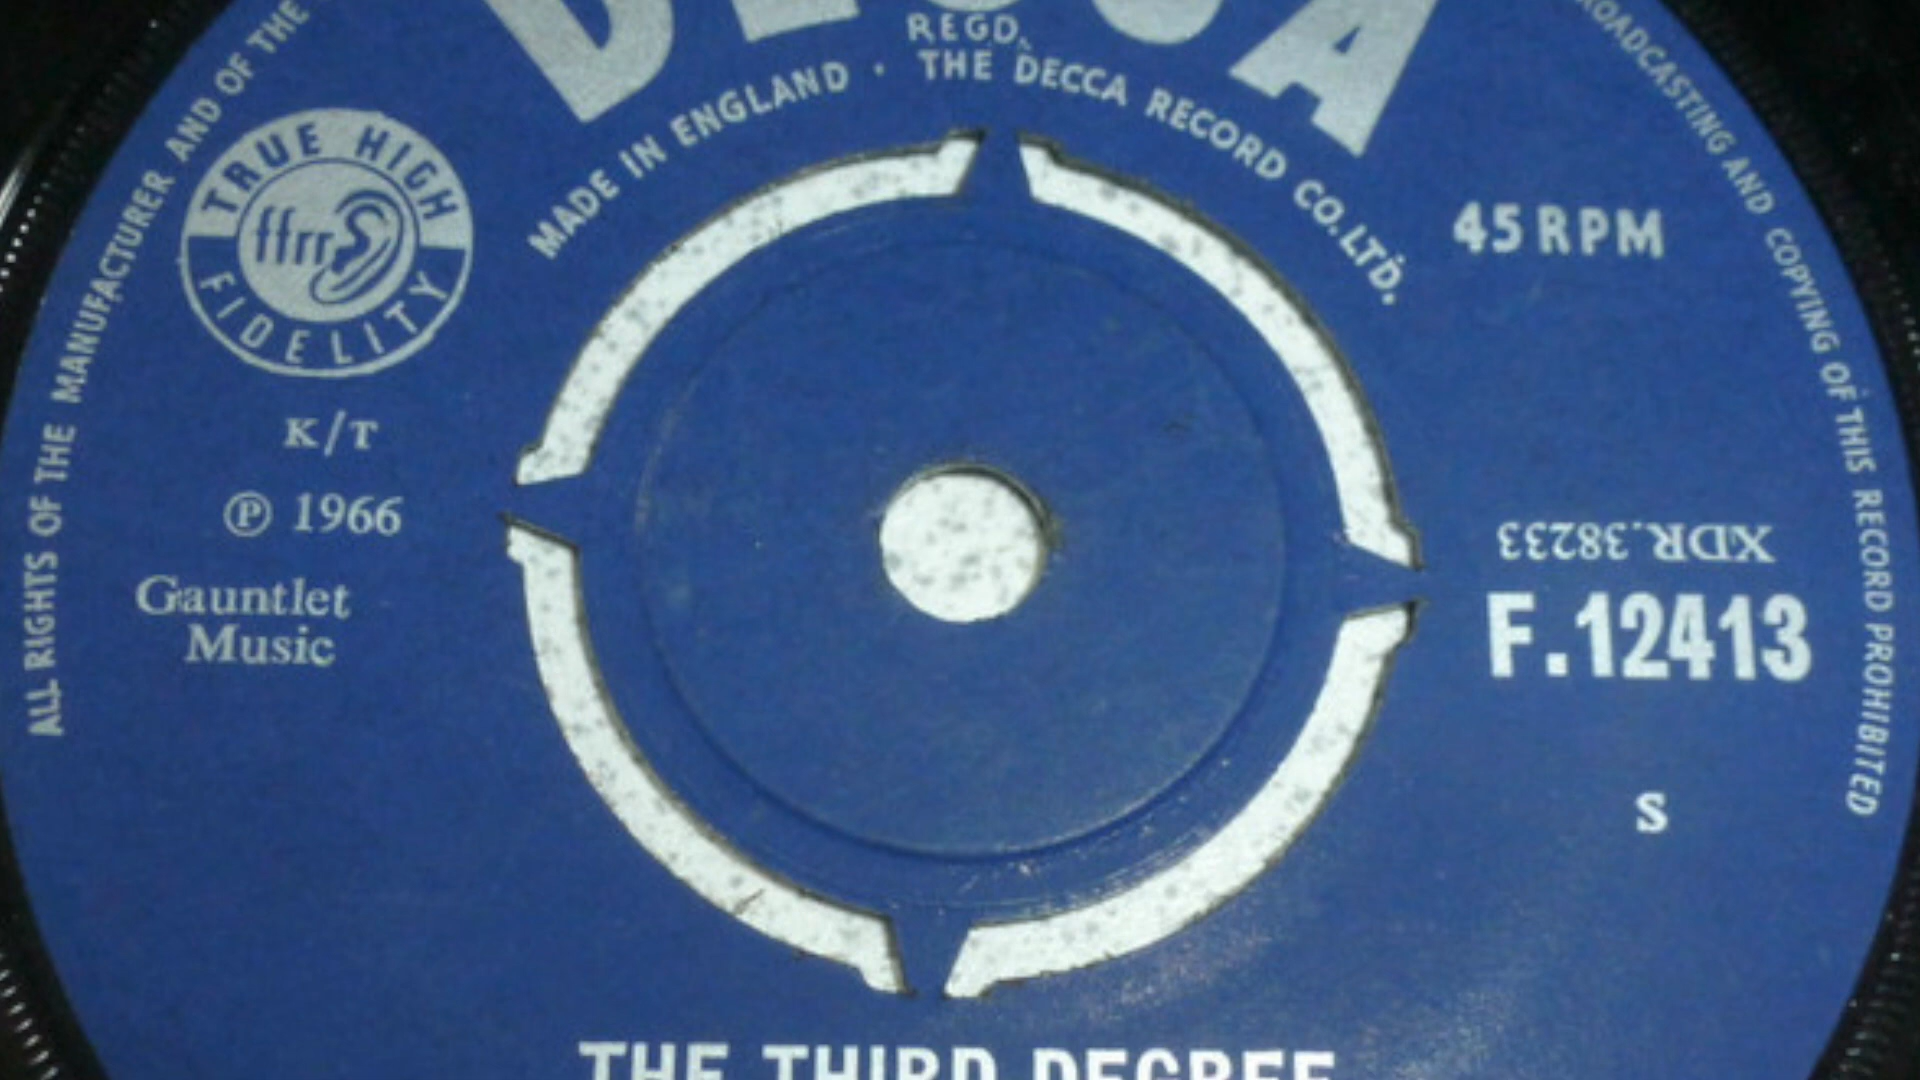 DECCA
REGD.
MADE IN ENGLAND · THE DECCA RECORD CO. LTD.
ALL RIGHTS OF THE MANUFACTURER AND OF THE
BROADCASTING AND COPYING OF THIS RECORD PROHIBITED
TRUE HIGH
ffrr
FIDELITY
45 RPM
K/T
℗ 1966
Gauntlet
Music
XDR.38233
F.12413
S
THE THIRD DEGREE